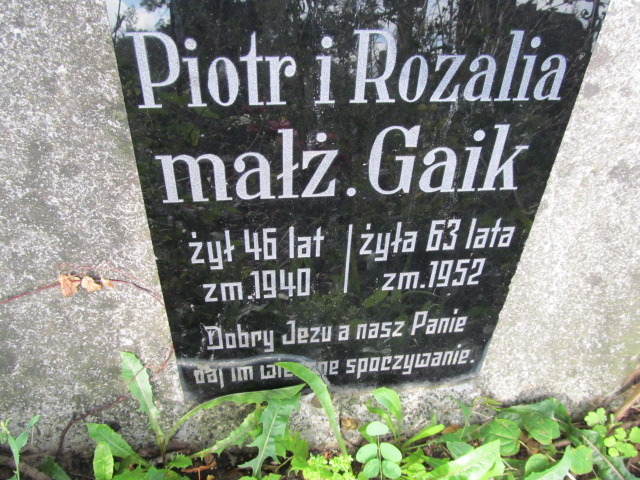 Piotr i Rozalia
małż. Gaik
żył 46 lat | żyła 63 lata
zm. 1940 | zm. 1952
Dobry Jezu a nasz Panie
daj im wieczne spoczywanie.